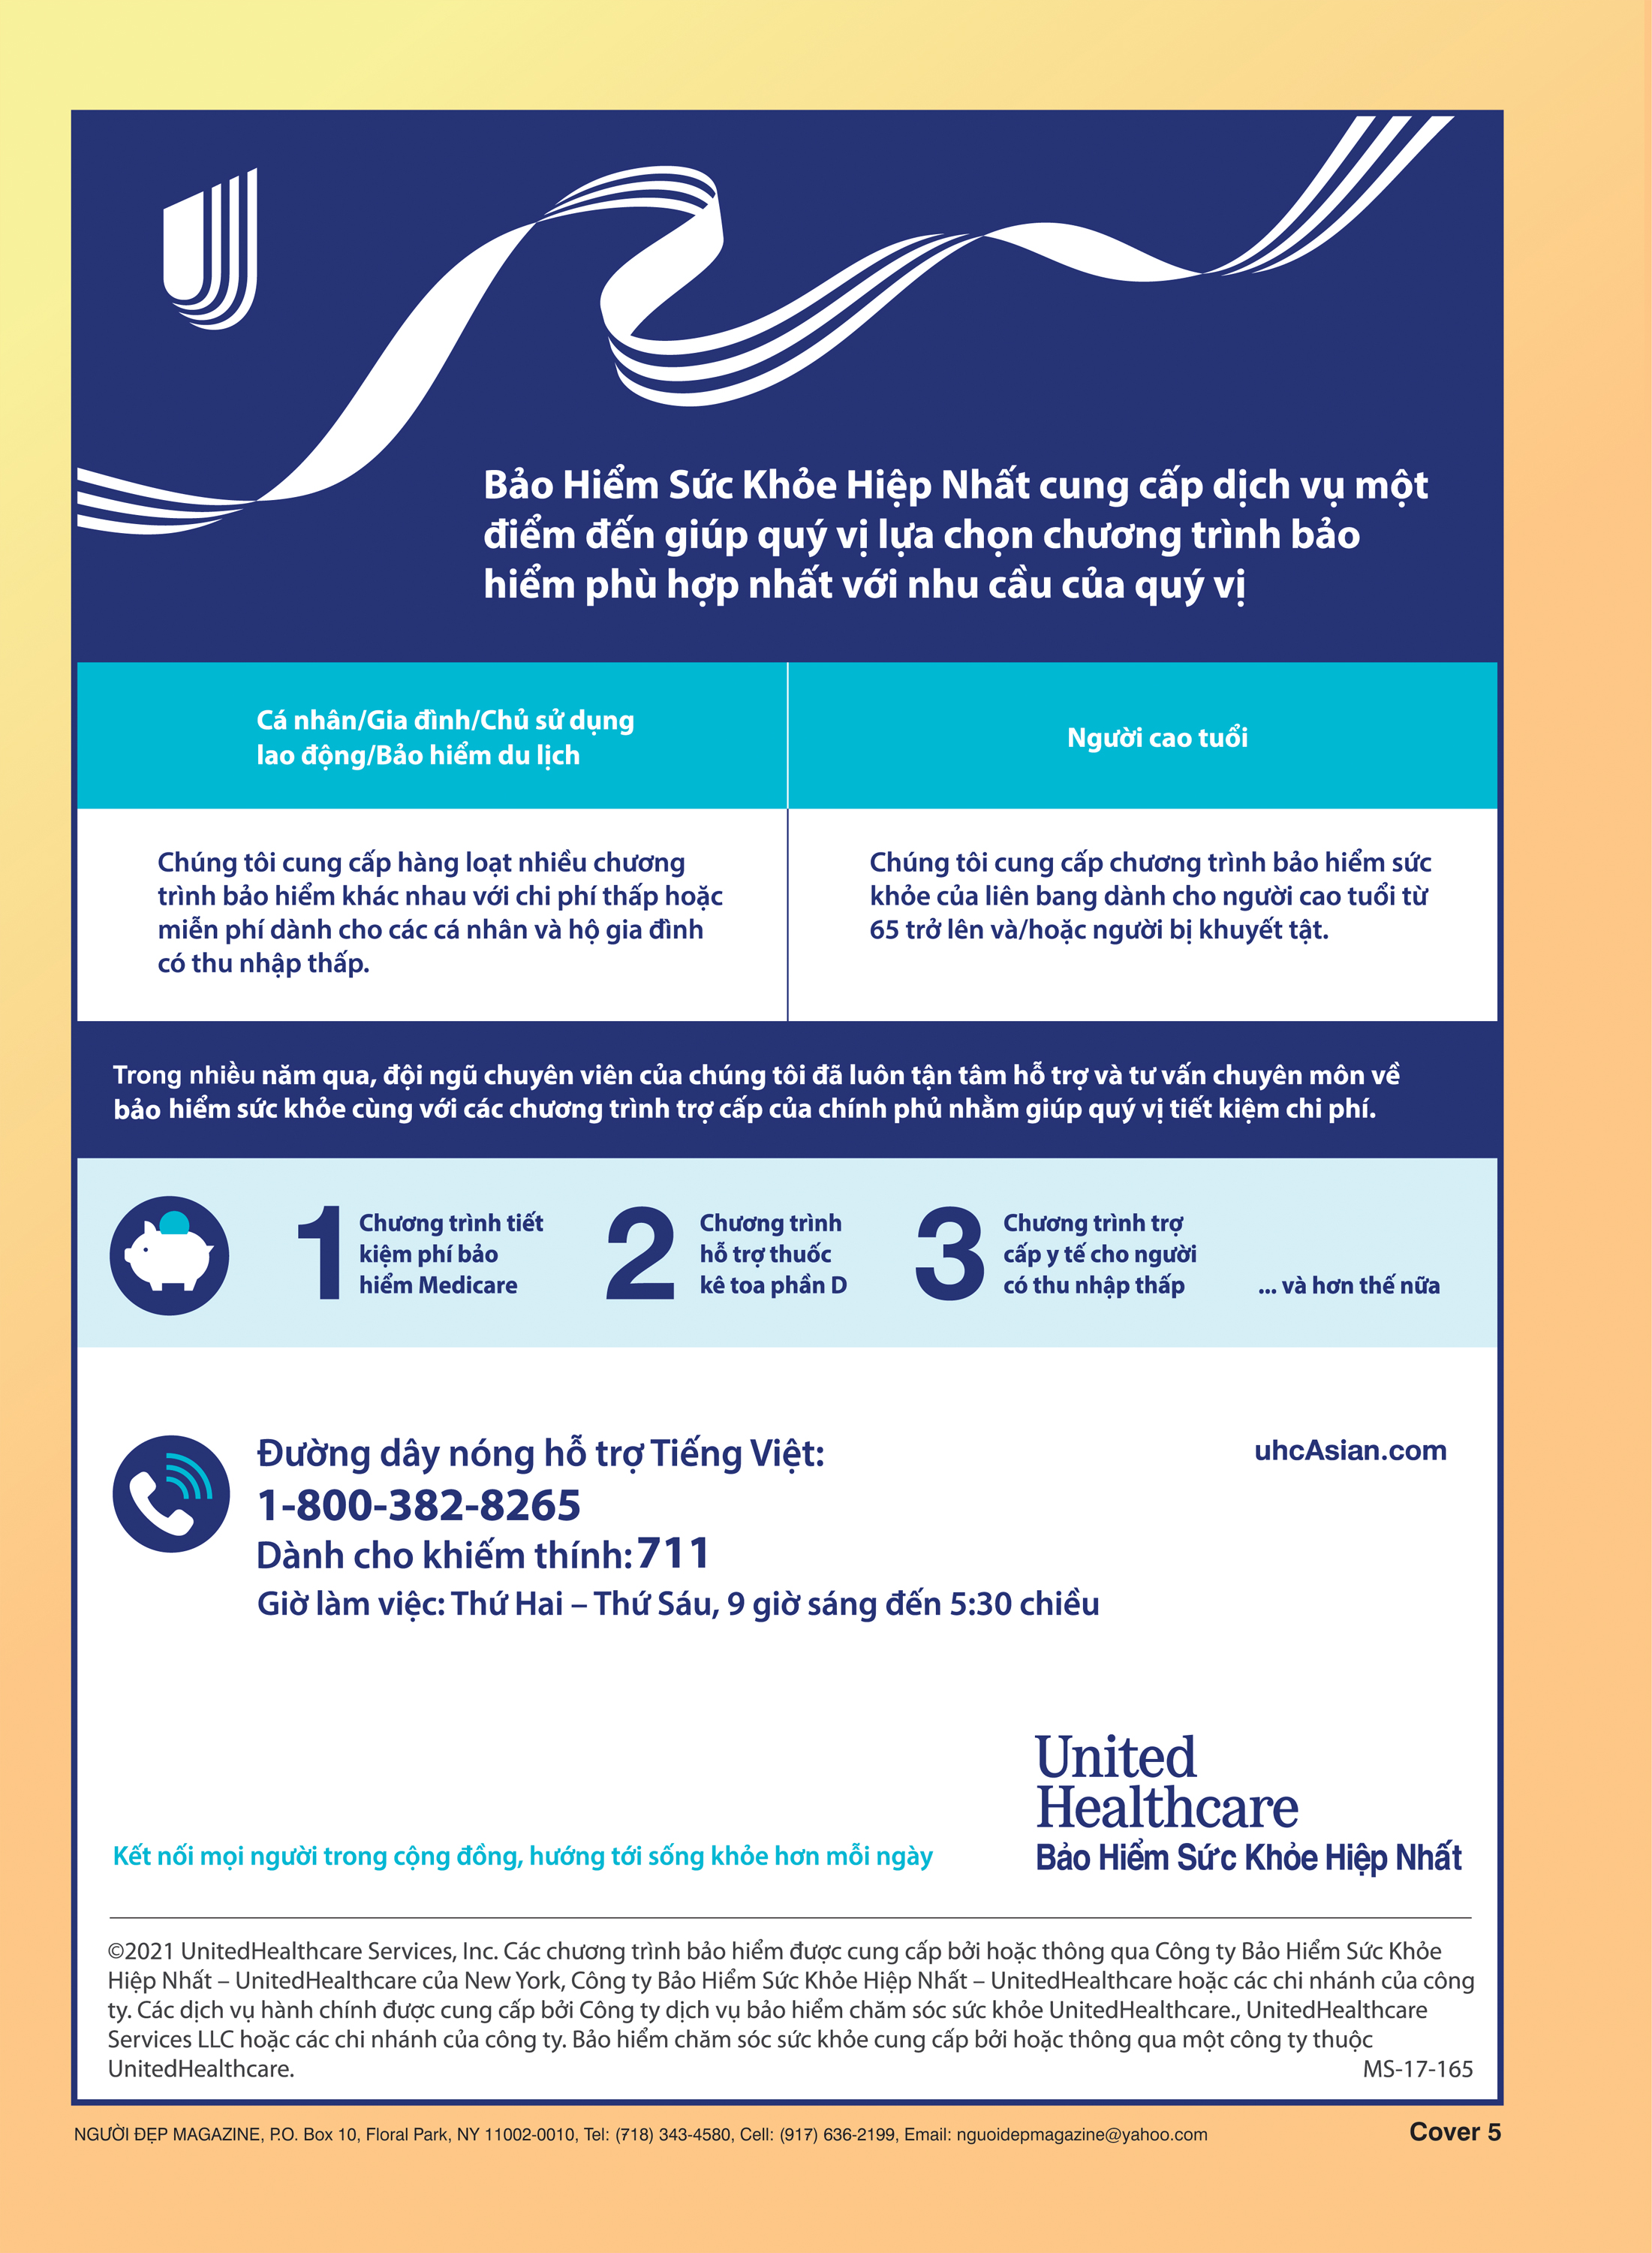 Bảo Hiểm Sức Khỏe Hiệp Nhất cung cấp dịch vụ một
điểm đến giúp quý vị lựa chọn chương trình bảo
hiểm phù hợp nhất với nhu cầu của quý vị
Cá nhân/Gia đình/Chủ sử dụng
lao động/Bảo hiểm du lịch
Người cao tuổi
Chúng tôi cung cấp hàng loạt nhiều chương
trình bảo hiểm khác nhau với chi phí thấp hoặc
miễn phí dành cho các cá nhân và hộ gia đình
có thu nhập thấp.
Chúng tôi cung cấp chương trình bảo hiểm sức
khỏe của liên bang dành cho người cao tuổi từ
65 trở lên và/hoặc người bị khuyết tật.
Trong nhiều năm qua, đội ngũ chuyên viên của chúng tôi đã luôn tận tâm hỗ trợ và tư vấn chuyên môn về
bảo hiểm sức khỏe cùng với các chương trình trợ cấp của chính phủ nhằm giúp quý vị tiết kiệm chi phí.
1
Chương trình tiết
kiệm phí bảo
hiểm Medicare
2
Chương trình
hỗ trợ thuốc
kê toa phần D
3
Chương trình trợ
cấp y tế cho người
có thu nhập thấp
... và hơn thế nữa
Đường dây nóng hỗ trợ Tiếng Việt:
1-800-382-8265
Dành cho khiếm thính: 711
Giờ làm việc: Thứ Hai – Thứ Sáu, 9 giờ sáng đến 5:30 chiều
uhcAsian.com
United
Healthcare
Bảo Hiểm Sức Khỏe Hiệp Nhất
Kết nối mọi người trong cộng đồng, hướng tới sống khỏe hơn mỗi ngày
©2021 UnitedHealthcare Services, Inc. Các chương trình bảo hiểm được cung cấp bởi hoặc thông qua Công ty Bảo Hiểm Sức Khỏe
Hiệp Nhất – UnitedHealthcare của New York, Công ty Bảo Hiểm Sức Khỏe Hiệp Nhất – UnitedHealthcare hoặc các chi nhánh của công
ty. Các dịch vụ hành chính được cung cấp bởi Công ty dịch vụ bảo hiểm chăm sóc sức khỏe UnitedHealthcare., UnitedHealthcare
Services LLC hoặc các chi nhánh của công ty. Bảo hiểm chăm sóc sức khỏe cung cấp bởi hoặc thông qua một công ty thuộc
UnitedHealthcare.
MS-17-165
NGƯỜI ĐẸP MAGAZINE, P.O. Box 10, Floral Park, NY 11002-0010, Tel: (718) 343-4580, Cell: (917) 636-2199, Email: nguoidepmagazine@yahoo.com
Cover 5